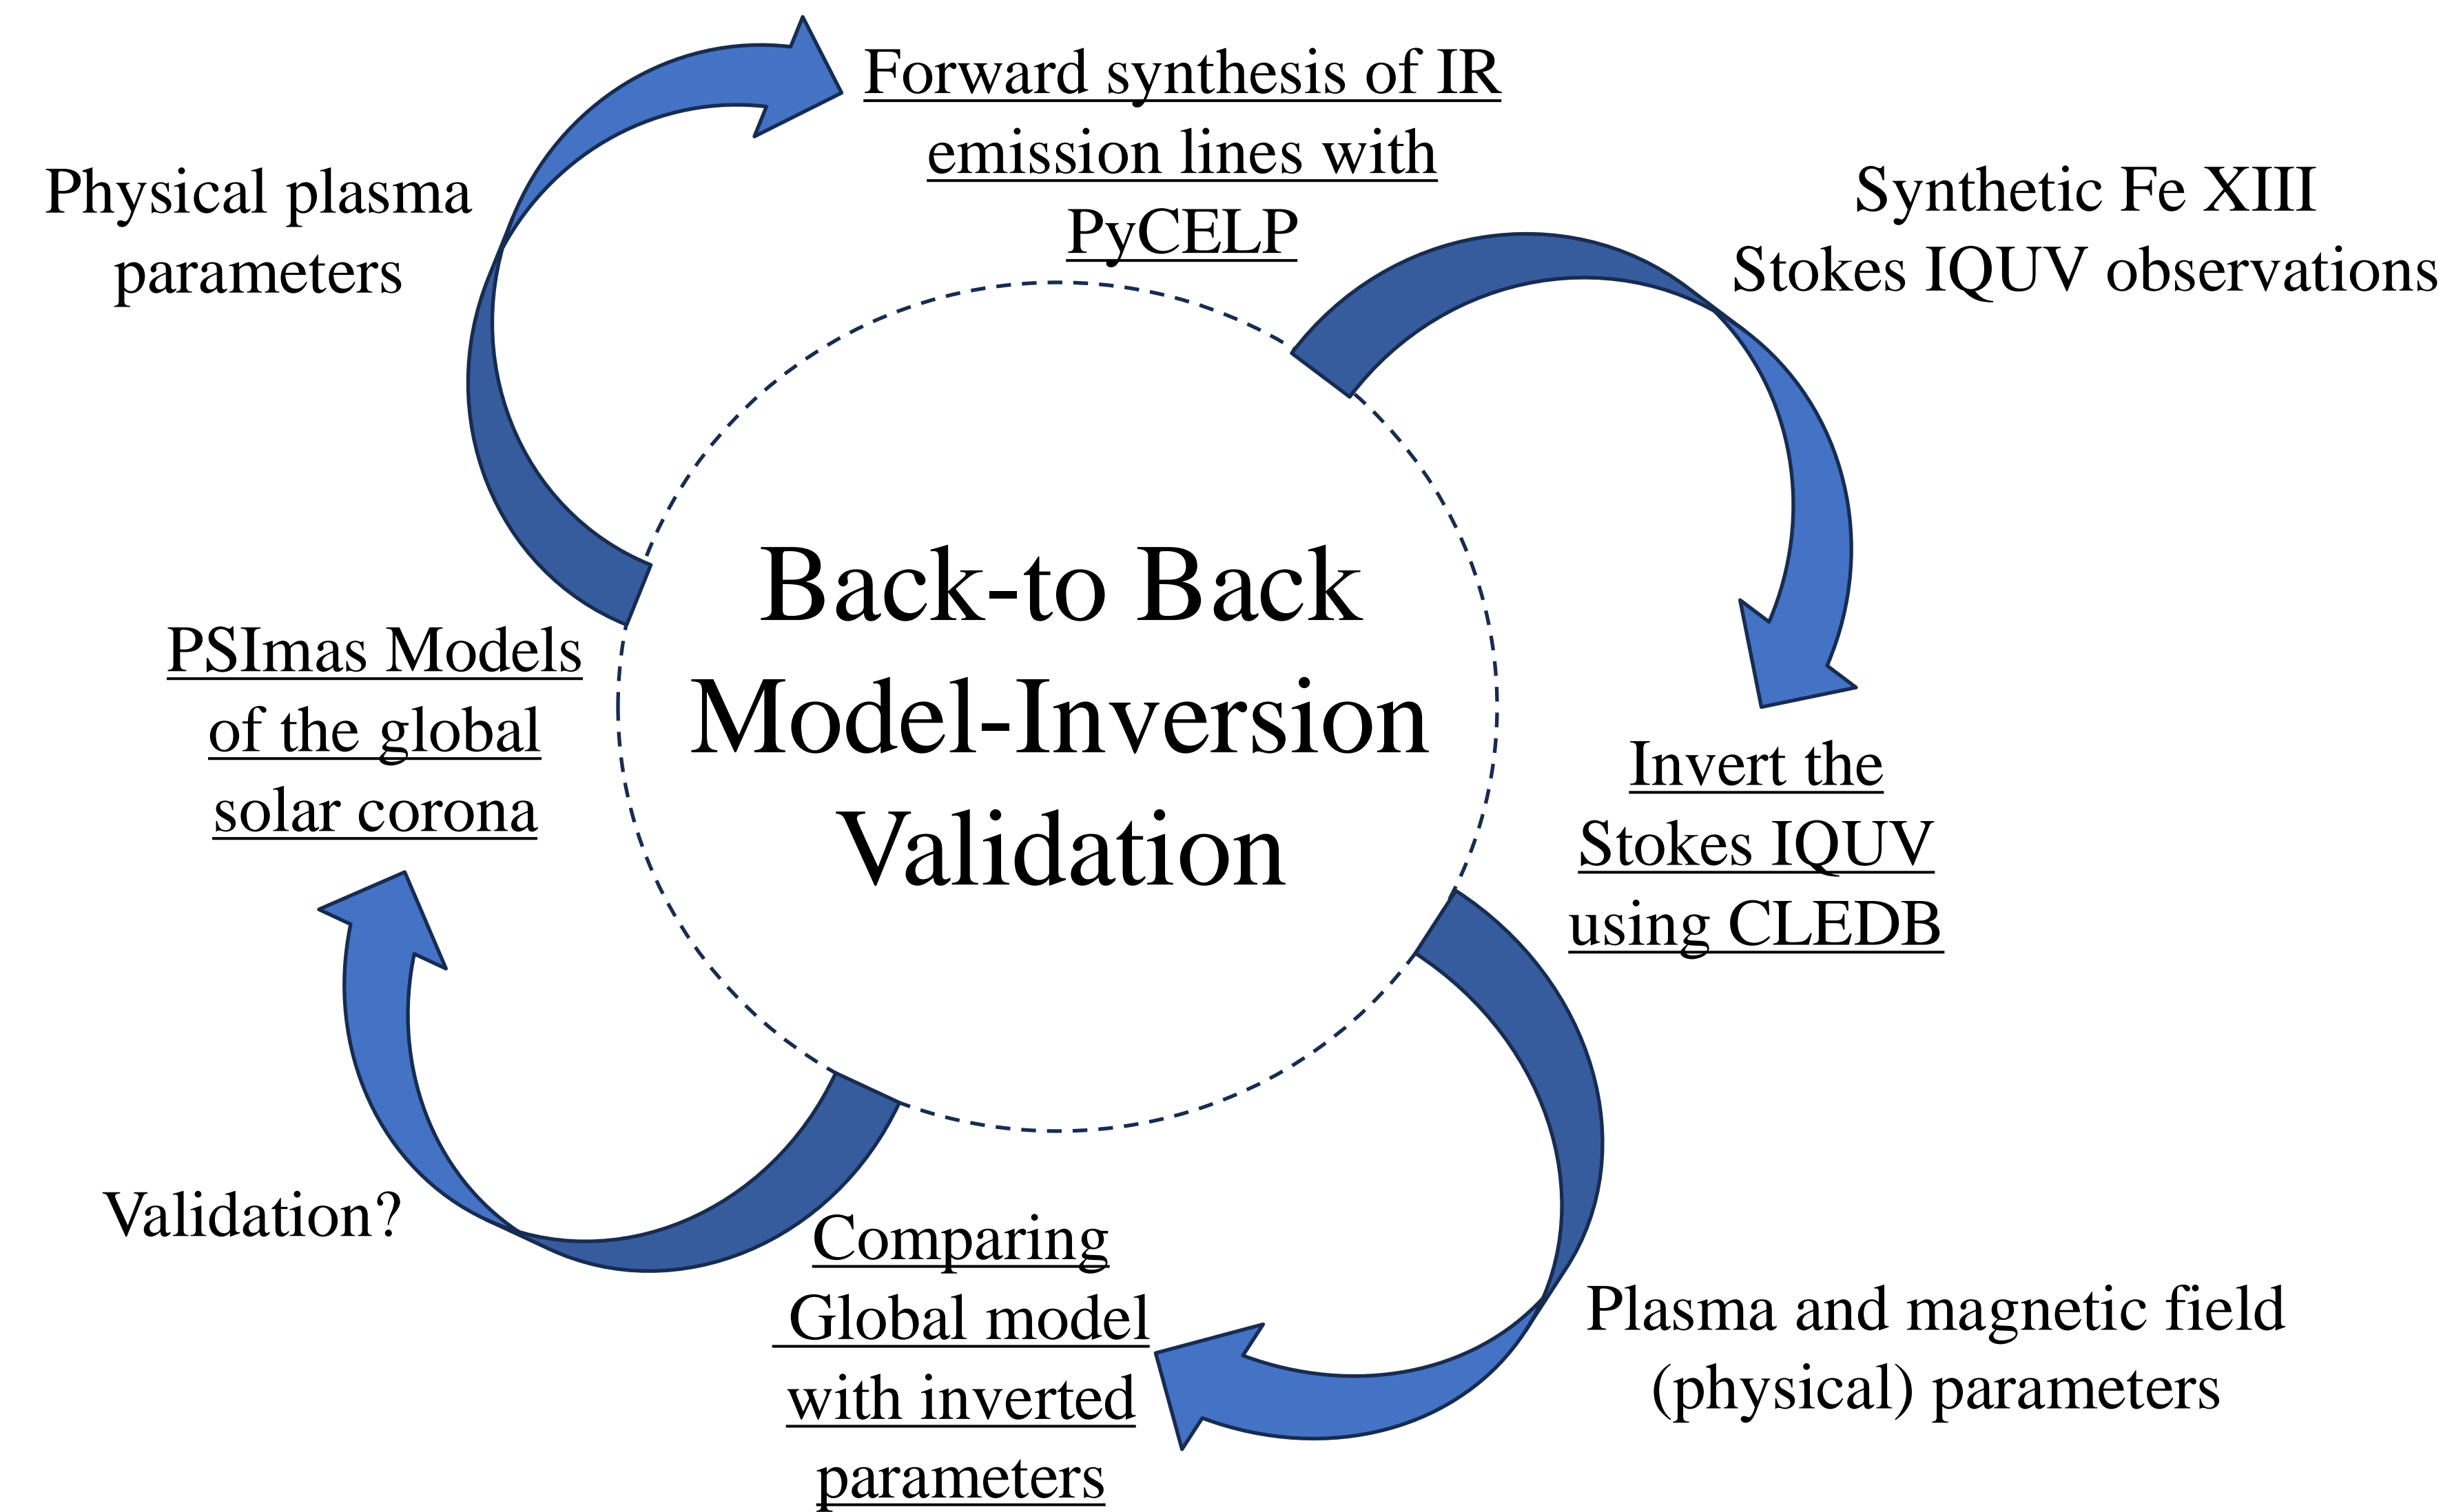 Forward synthesis of IR
emission lines with
PyCELP
Physical plasma
parameters
Synthetic Fe XIII
Stokes IQUV observations
Back-to Back
Model-Inversion
Validation
PSImas Models
of the global
solar corona
Invert the
Stokes IQUV
using CLEDB
Validation?
Comparing
Global model
with inverted
parameters
Plasma and magnetic field
(physical) parameters